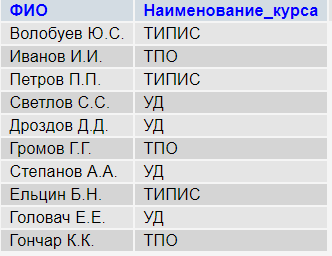 ФИО Наименование_курса
Волобуев Ю.С. ТИПИС
Иванов И.И. ТПО
Петров П.П. ТИПИС
Светлов С.С. УД
Дроздов Д.Д. УД
Громов Г.Г. ТПО
Степанов А.А. УД
Ельцин Б.Н. ТИПИС
Головач Е.Е. УД
Гончар К.К. ТПО